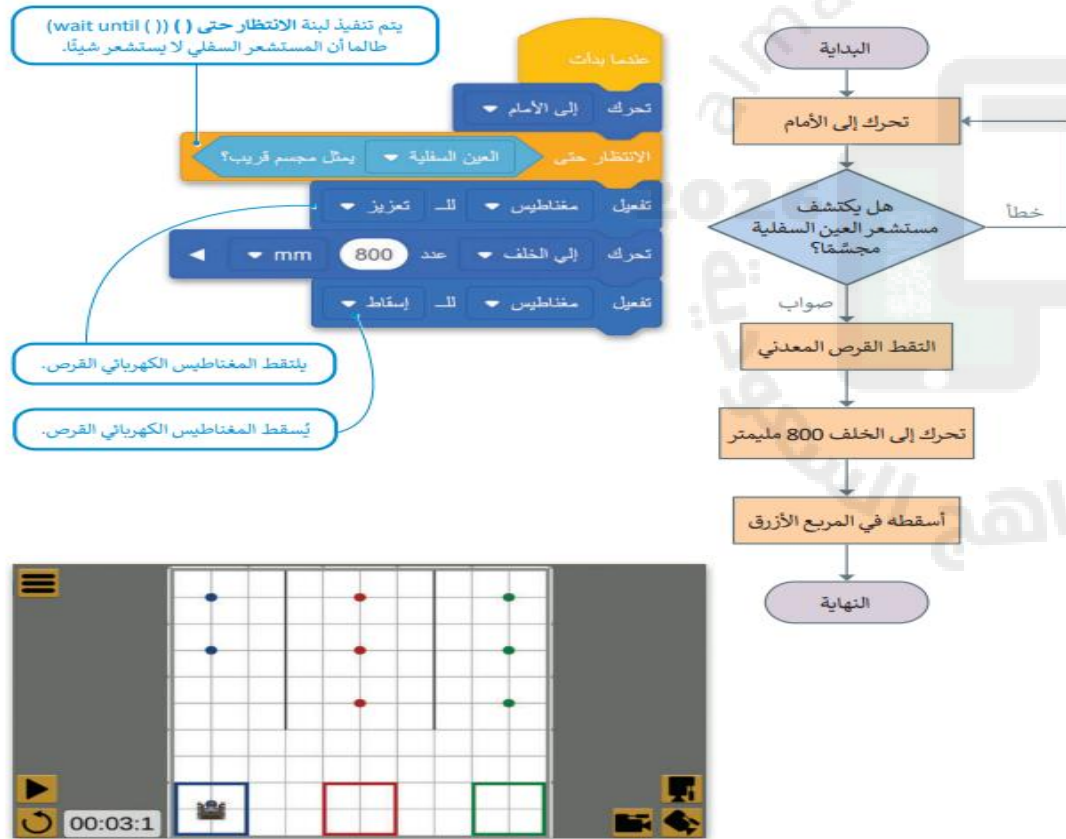 يتم تنفيذ لبنة الانتظار حتى ( ) (wait until ( ))
طالما أن المستشعر السفلي لا يستشعر شيئًا.
عندما بدأت
تحرك إلى الأمام
الانتظار حتى العين السفلية يمثل مجسم قريب؟
تفعيل مغناطيس للـ تعزيز
تحرك إلي الخلف عدد 800 mm
تفعيل مغناطيس للـ إسقاط
يلتقط المغناطيس الكهربائي القرص.
يُسقط المغناطيس الكهربائي القرص.
البداية
تحرك إلى الأمام
هل يكتشف
مستشعر العين السفلية
مجسّمًا؟
خطأ
صواب
التقط القرص المعدني
تحرك إلى الخلف 800 مليمتر
أسقطه في المربع الأزرق
النهاية
00:03:1